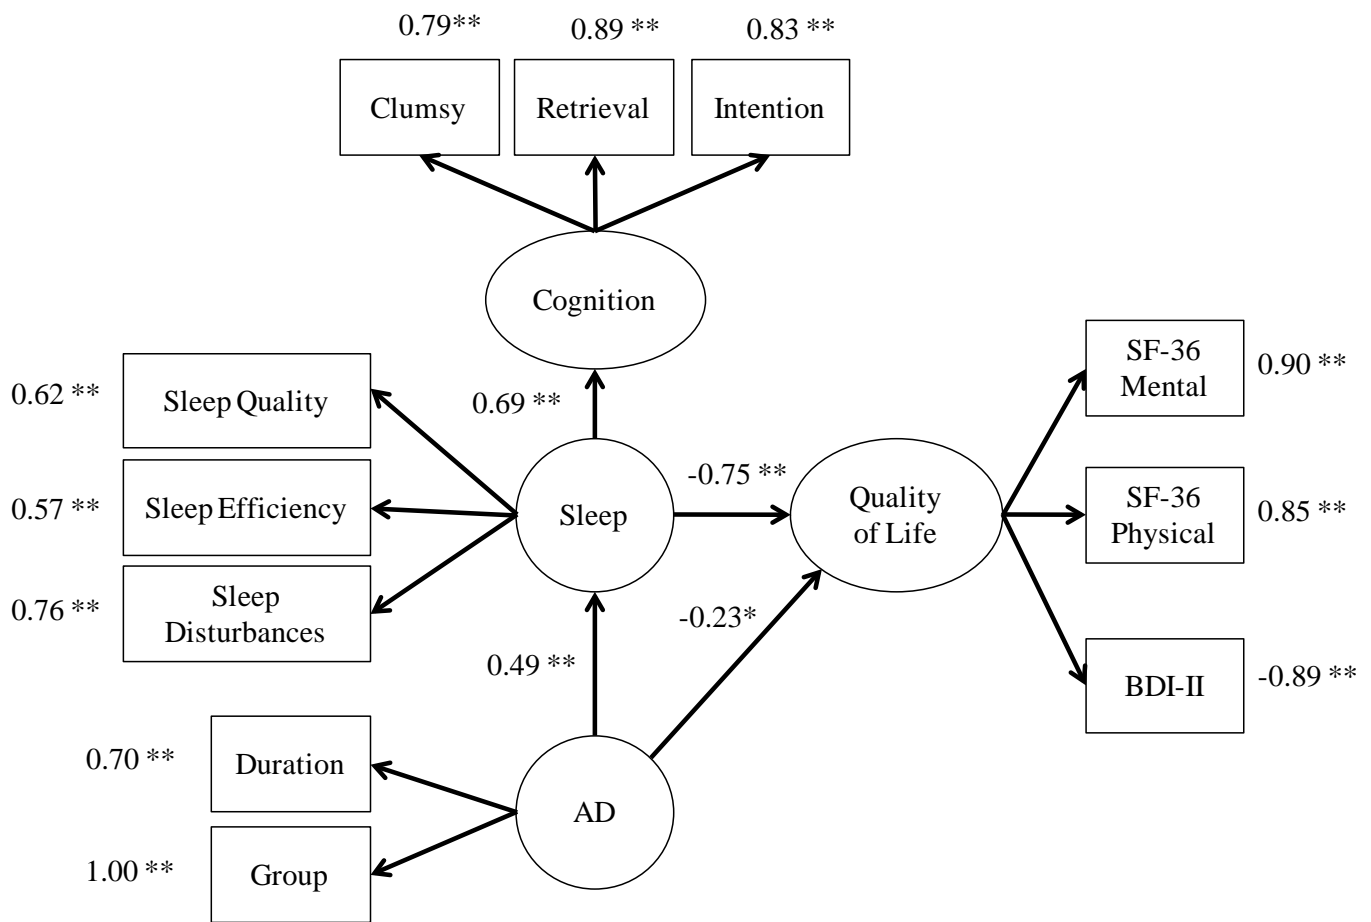 0.79**
0.89 **
0.83 **
Clumsy
Retrieval
Intention
Cognition
0.62 **
Sleep Quality
0.69 **
SF-36
Mental
0.90 **
0.57 **
Sleep Efficiency
Sleep
-0.75 **
Quality
of Life
SF-36
Physical
0.85 **
0.76 **
Sleep
Disturbances
0.49 **
-0.23*
BDI-II
-0.89 **
0.70 **
Duration
AD
1.00 **
Group